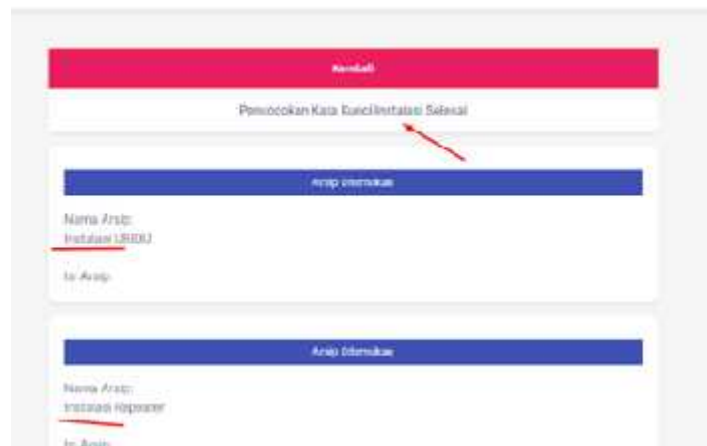 Kembali
Pencocokan Kata Kunci Instalasi Selesai
Arsip Ditemukan
Nama Arsip:
Instalasi
Isi Arsip:
Arsip Ditemukan
Nama Arsip:
Instalasi Repeater
Isi Arsip: